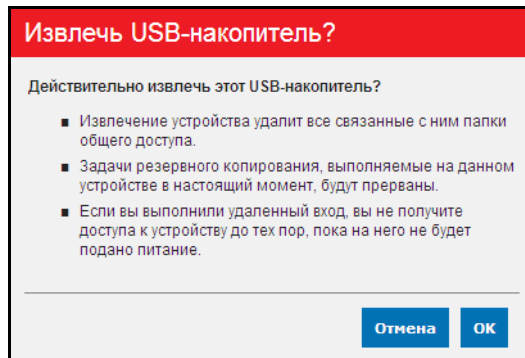 Извлечь USB-накопитель?
Действительно извлечь этот USB-накопитель?
■ Извлечение устройства удалит все связанные с ним папки
общего доступа.
■ Задачи резервного копирования, выполняемые на данном
устройстве в настоящий момент, будут прерваны.
■ Если вы выполнили удаленный вход, вы не получите
доступа к устройству до тех пор, пока на него не будет
подано питание.
Отмена OK